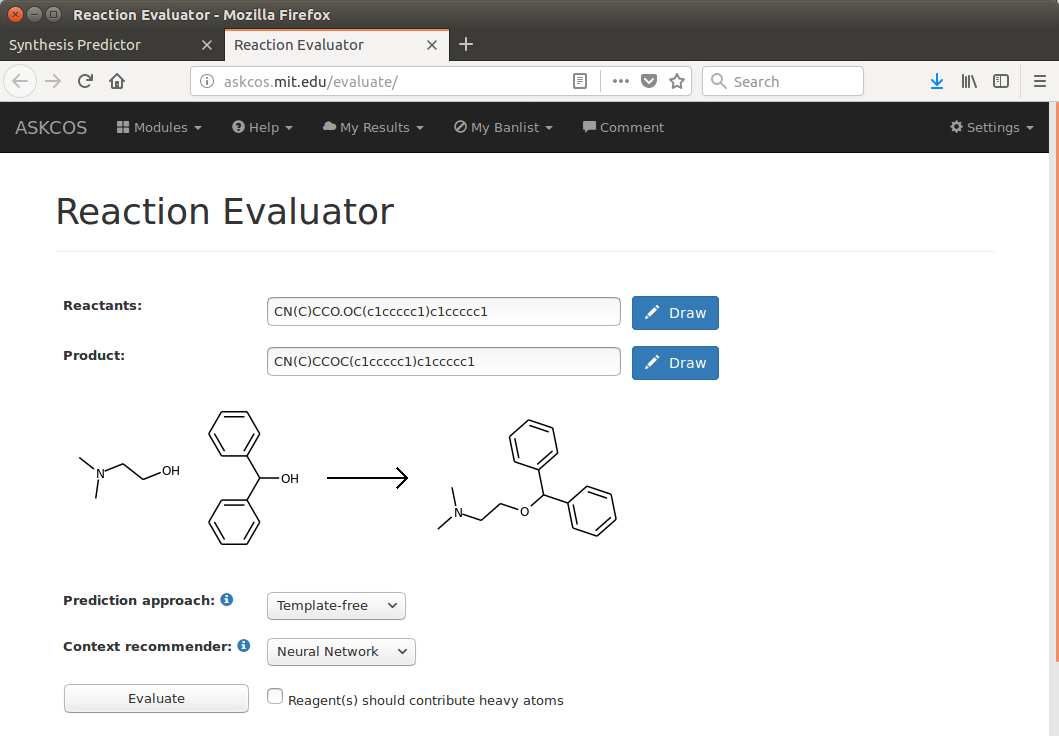 Reaction Evaluator - Mozilla Firefox
Synthesis Predictor Reaction Evaluator
askcos.mit.edu/evaluate/ Search
ASKCOS Modules Help My Results My Banlist Comment Settings
Reaction Evaluator
Reactants: CN(C)CCO.OC(c1ccccc1)c1ccccc1 Draw
Product: CN(C)CCOC(c1ccccc1)c1ccccc1 Draw
N OH OH N O
Prediction approach: Template-free
Context recommender: Neural Network
Evaluate Reagent(s) should contribute heavy atoms